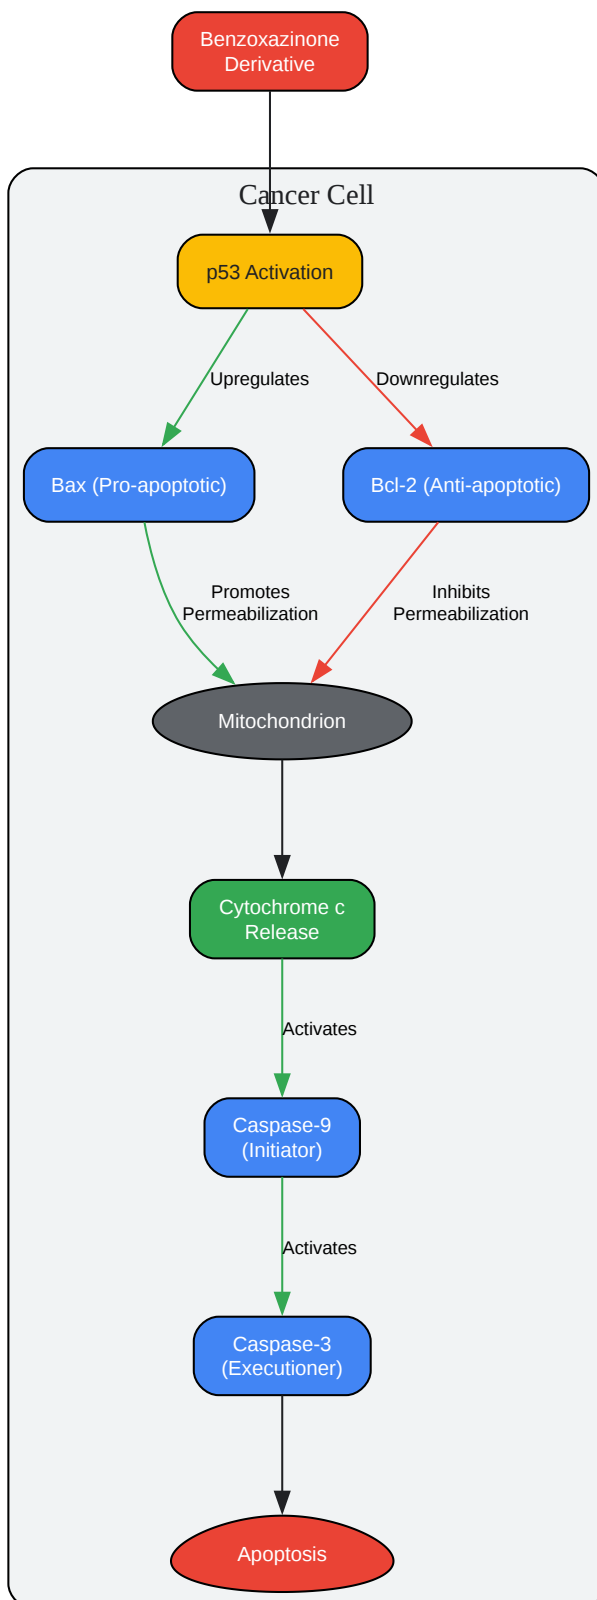 Benzoxazinone
Derivative
Cancer Cell
p53 Activation
Upregulates
Downregulates
Bax (Pro-apoptotic)
Bcl-2 (Anti-apoptotic)
Promotes
Permeabilization
Inhibits
Permeabilization
Mitochondrion
Cytochrome c
Release
Activates
Caspase-9
(Initiator)
Activates
Caspase-3
(Executioner)
Apoptosis